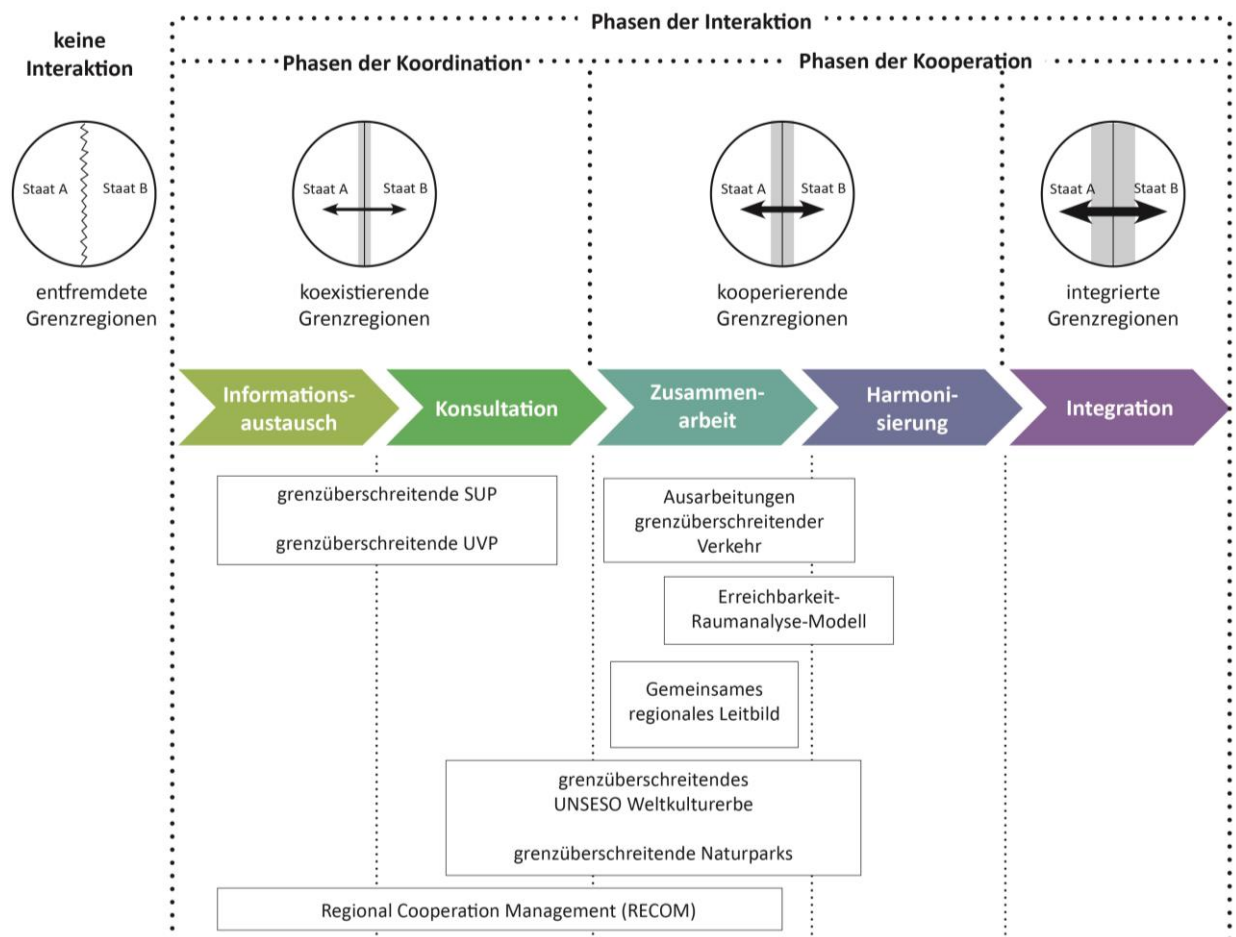 Phasen der Interaktion
keine
Interaktion
Phasen der Koordination
Phasen der Kooperation
Staat A
Staat B
Staat A
Staat B
Staat A
Staat B
Staat A
Staat B
entfremdete
Grenzregionen
koexistierende
Grenzregionen
kooperierende
Grenzregionen
integrierte
Grenzregionen
Informations-
austausch
Konsultation
Zusammen-
arbeit
Harmoni-
sierung
Integration
grenzüberschreitende SUP
grenzüberschreitende UVP
Ausarbeitungen
grenzüberschreitender
Verkehr
Erreichbarkeit-
Raumanalyse-Modell
Gemeinsames
regionales Leitbild
grenzüberschreitendes
UNSESO Weltkulturerbe
grenzüberschreitende Naturparks
Regional Cooperation Management (RECOM)